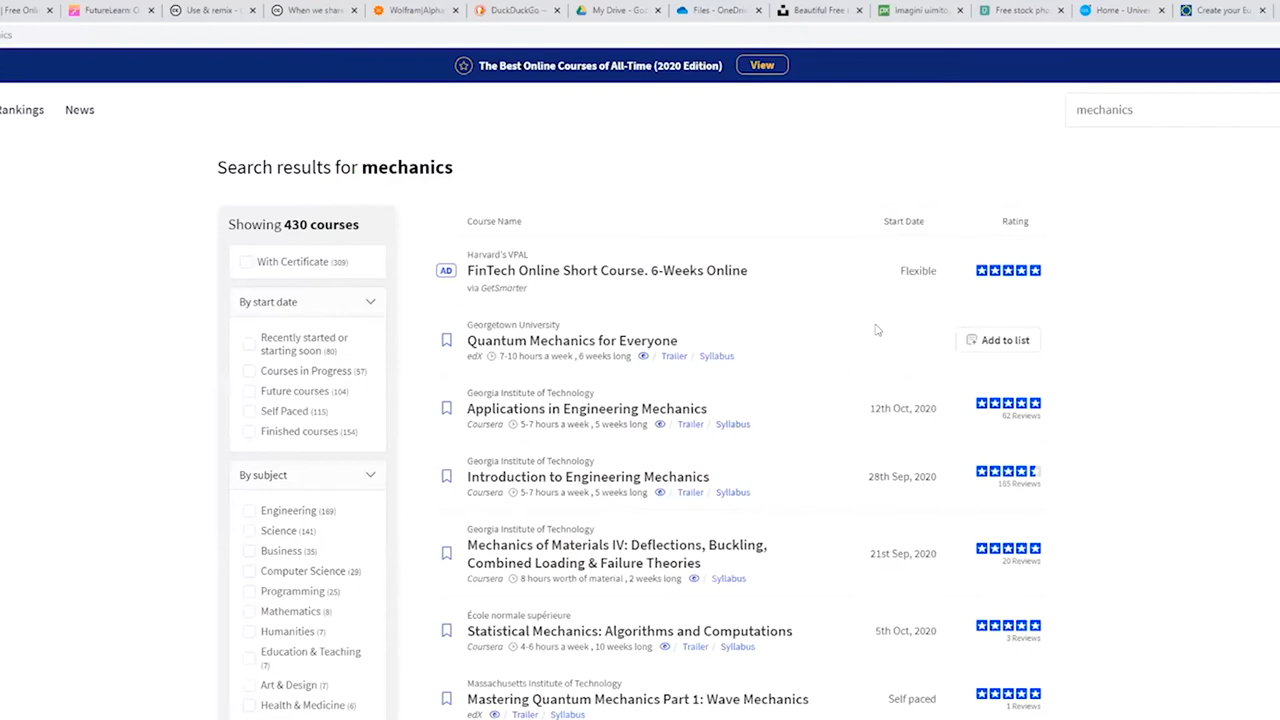 Free Onli
FutureLearn: O
Use & remix -
When we share
Wolfram|Alpha
DuckDuckGo —
My Drive - Goo
Files - OneDri
Beautiful Free
Imagini uimito
Free stock pho
Home - Univer
Create your Eu
ics
The Best Online Courses of All-Time (2020 Edition) View
Rankings News mechanics
Search results for mechanics
Showing 430 courses
With Certificate (309)
By start date
Recently started or
starting soon (80)
Courses in Progress (57)
Future courses (104)
Self Paced (115)
Finished courses (154)
By subject
Engineering (169)
Science (141)
Business (35)
Computer Science (29)
Programming (25)
Mathematics (8)
Humanities (7)
Education & Teaching
(7)
Art & Design (7)
Health & Medicine (6)
Course Name Start Date Rating
Harvard's VPAL
AD FinTech Online Short Course. 6-Weeks Online Flexible
via GetSmarter
Georgetown University
Quantum Mechanics for Everyone Add to list
edX 7-10 hours a week , 6 weeks long / Trailer / Syllabus
Georgia Institute of Technology
Applications in Engineering Mechanics 12th Oct, 2020
Coursera 5-7 hours a week , 5 weeks long / Trailer / Syllabus 62 Reviews
Georgia Institute of Technology
Introduction to Engineering Mechanics 28th Sep, 2020
Coursera 5-7 hours a week , 5 weeks long / Trailer / Syllabus 165 Reviews
Georgia Institute of Technology
Mechanics of Materials IV: Deflections, Buckling,
Combined Loading & Failure Theories 21st Sep, 2020
Coursera 8 hours worth of material , 2 weeks long / Syllabus 20 Reviews
École normale supérieure
Statistical Mechanics: Algorithms and Computations 5th Oct, 2020
Coursera 4-6 hours a week , 10 weeks long / Trailer / Syllabus 3 Reviews
Massachusetts Institute of Technology
Mastering Quantum Mechanics Part 1: Wave Mechanics Self paced
edX / Trailer / Syllabus 1 Reviews